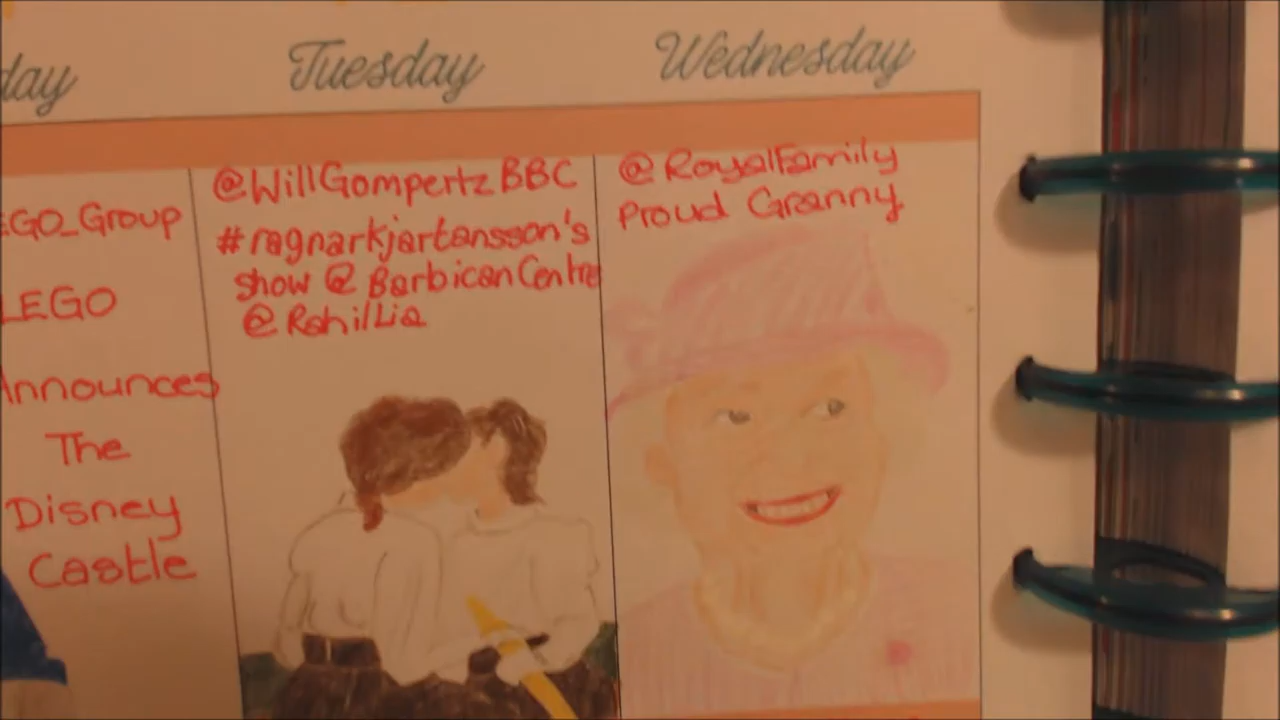 day
Tuesday
Wednesday
EGO_Group
LEGO
Announces
The
Disney
Castle
@WillGompertzBBC
#ragnarkjartansson's
show @ BarbicanCentre
@RahilLia
@RoyalFamily
Proud Granny